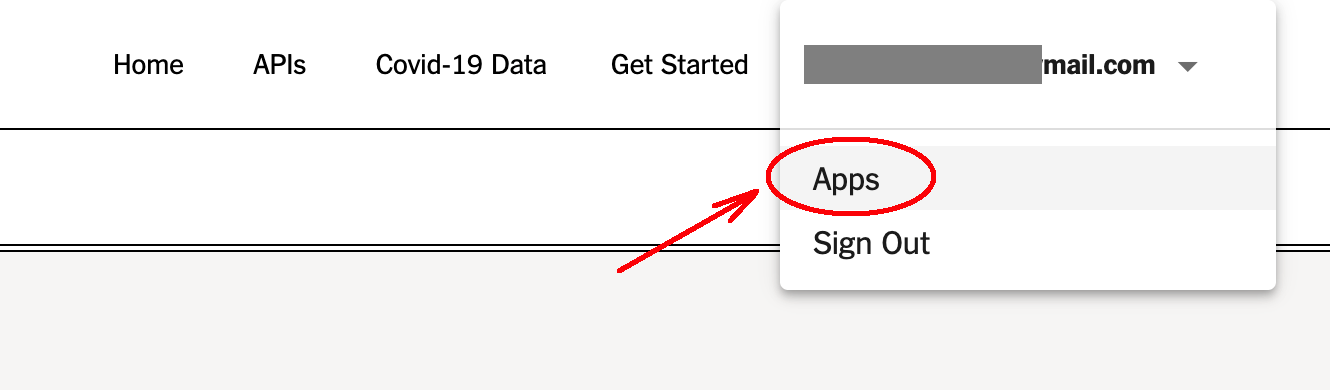 Home APIs Covid-19 Data Get Started mail.com
Apps
Sign Out